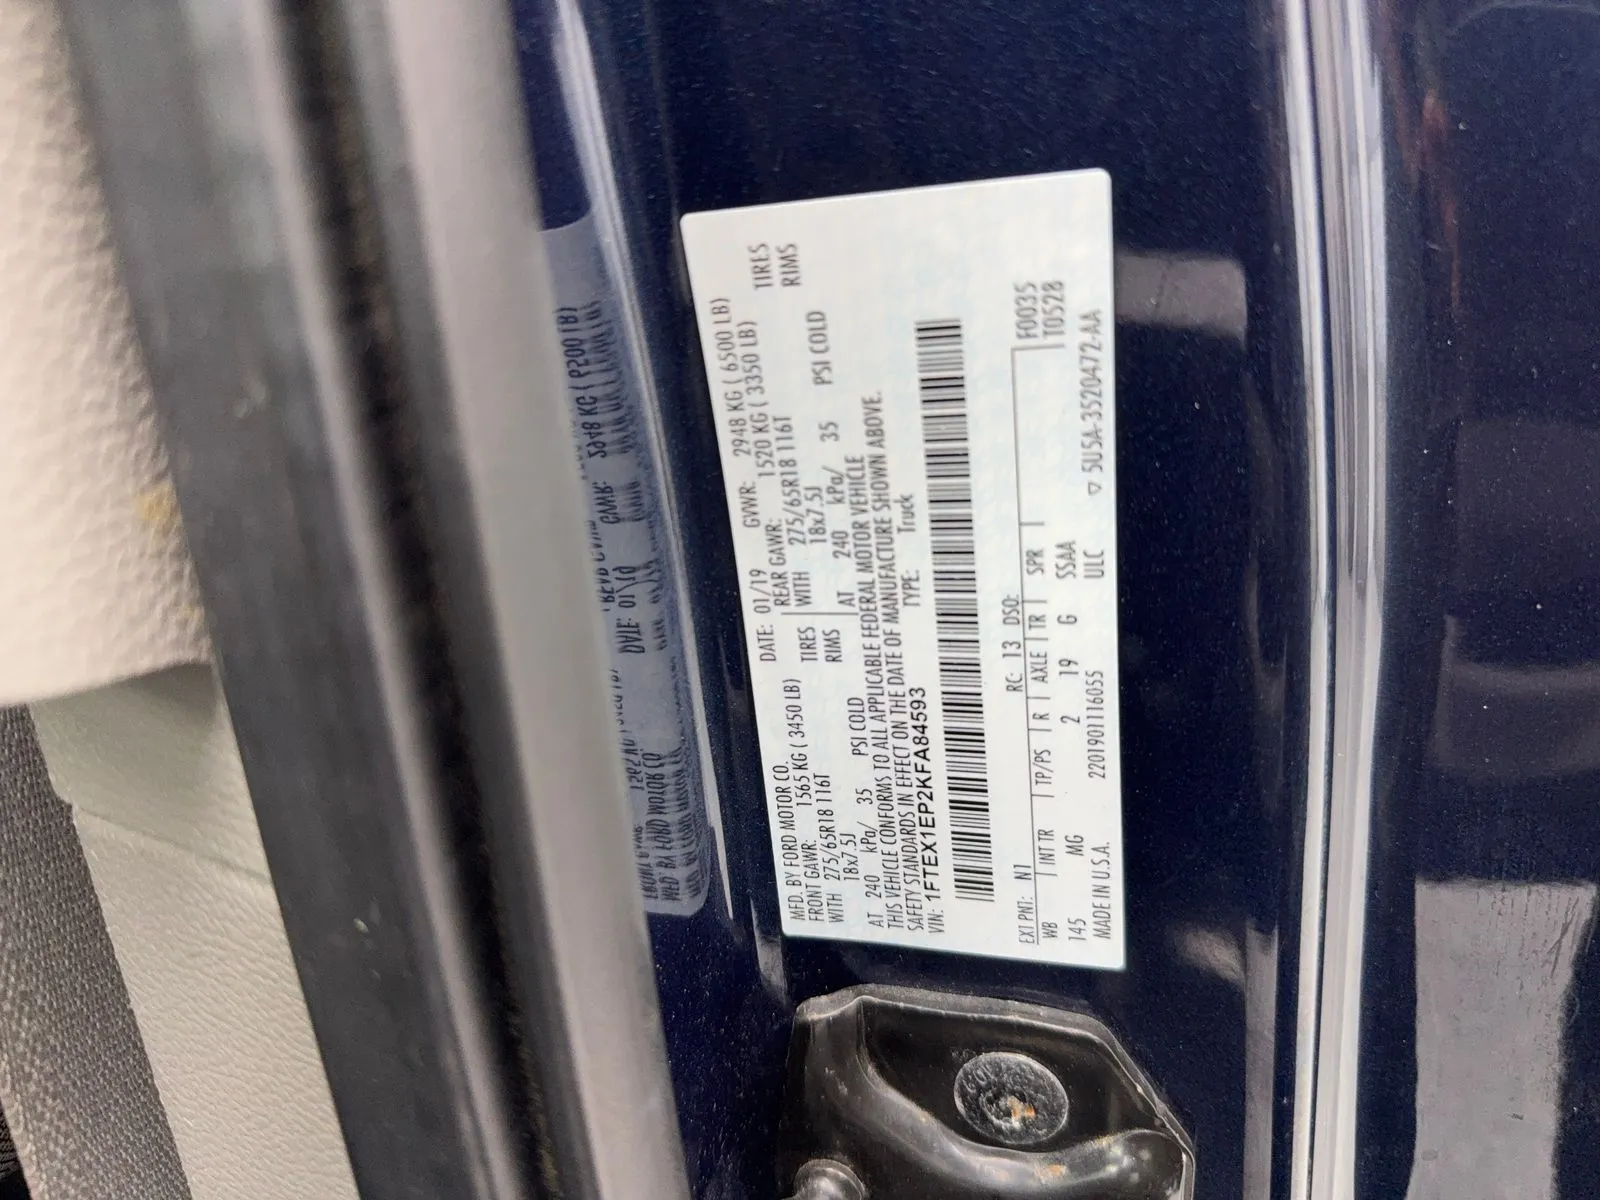 MFD. BY FORD MOTOR CO.
DATE: 01/19 GVWR: 2948 KG ( 6500 LB)
FRONT GAWR: 1565 KG ( 3450 LB)
REAR GAWR: 1520 KG ( 3350 LB)
WITH 275/65R18 116T TIRES
WITH 275/65R18 116T TIRES
18x7.5J RIMS
18x7.5J RIMS
AT 240 kPa/ 35 PSI COLD
AT 240 kPa/ 35 PSI COLD
THIS VEHICLE CONFORMS TO ALL APPLICABLE FEDERAL MOTOR VEHICLE
SAFETY STANDARDS IN EFFECT ON THE DATE OF MANUFACTURE SHOWN ABOVE.
VIN: 1FTEX1EP2KFA84593 TYPE: Truck
EXT PNT: N1 RC: 13 DSO: F0035
WB INT TR TP/PS R AXLE TR SPR T0528
145 MG 2 19 G SSAA
MADE IN U.S.A. 2201901116055 ULC ▽ 5U5A-3520472-AA